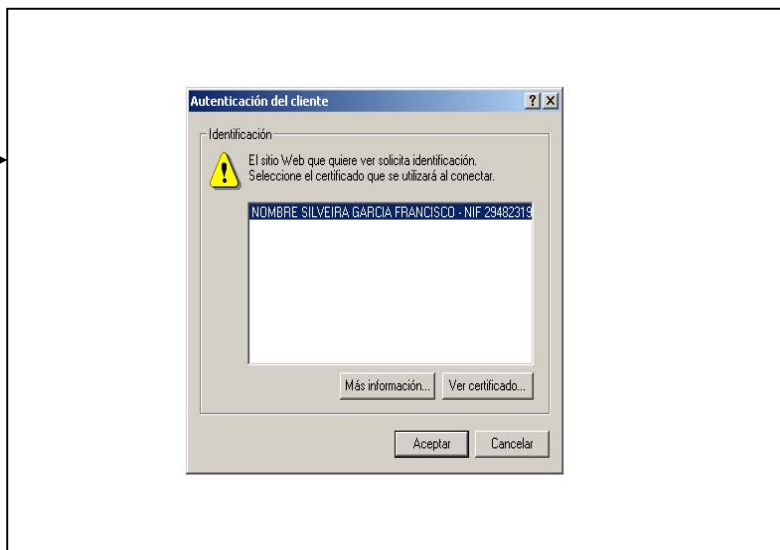 Autenticación del cliente
Identificación
El sitio Web que quiere ver solicita identificación.
Seleccione el certificado que se utilizará al conectar.
NOMBRE SILVEIRA GARCIA FRANCISCO - NIF 29482319
Más información...
Ver certificado...
Aceptar
Cancelar